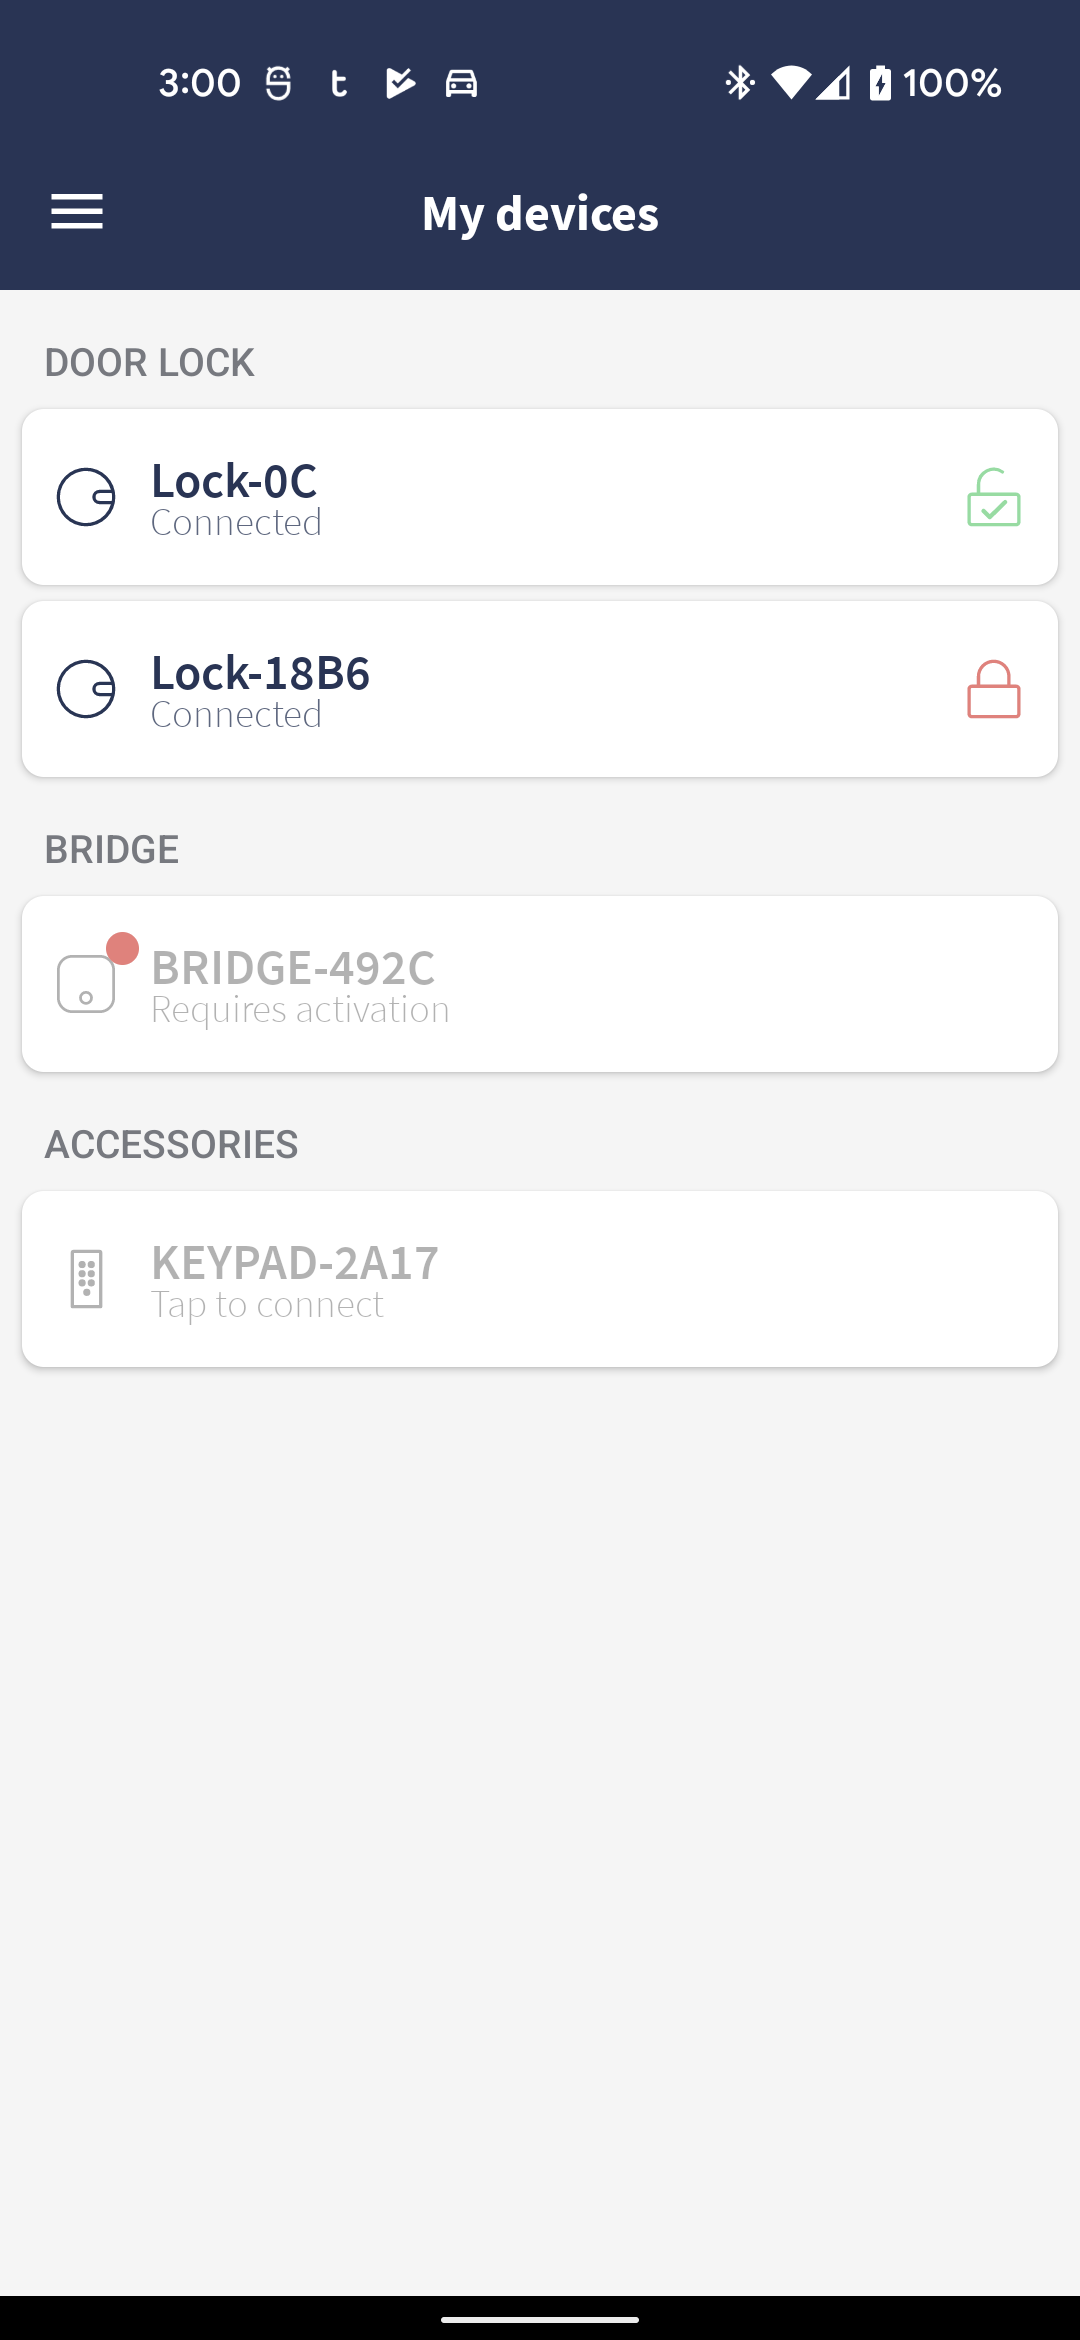 3:00 t 100%
My devices
DOOR LOCK
Lock-0C
Connected
Lock-18B6
Connected
BRIDGE
BRIDGE-492C
Requires activation
ACCESSORIES
KEYPAD-2A17
Tap to connect